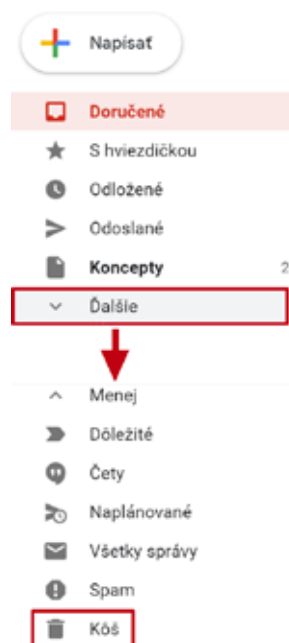 Napísať
Doručené
S hviezdičkou
Odložené
Odoslané
Koncepty 2
Ďalšie
Menej
Dôležité
Čety
Naplánované
Všetky správy
Spam
Kôš